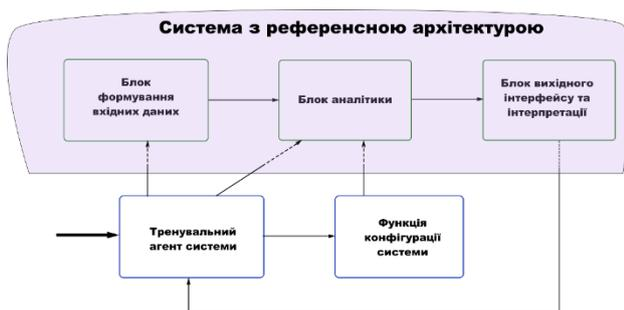 Система з референсною архітектурою
Блок
формування
вхідних даних
Блок аналітики
Блок вихідного
інтерфейсу та
інтерпретації
Тренувальний
агент системи
Функція
конфігурації
системи